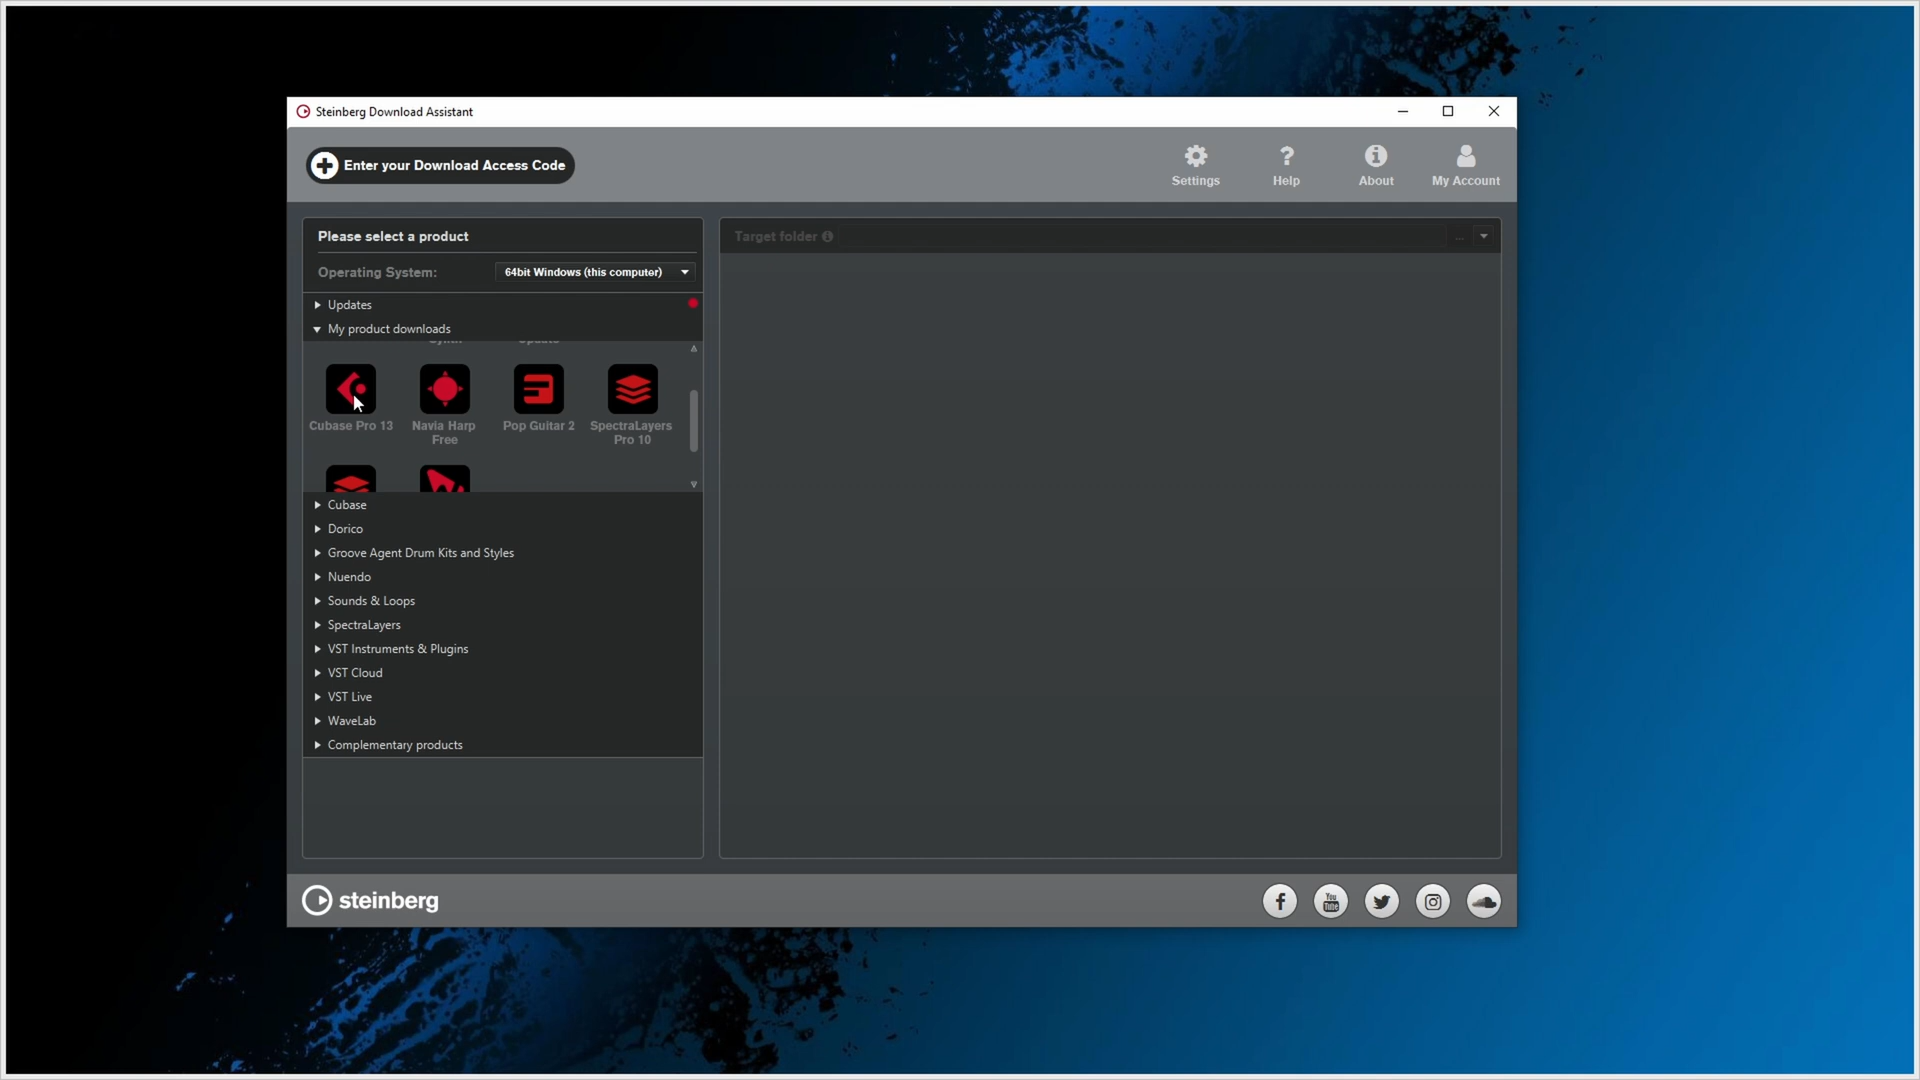 Steinberg Download Assistant
Enter your Download Access Code
Settings
Help
About
My Account
Please select a product
Target folder
...
Operating System:
64bit Windows (this computer)
Updates
My product downloads
Cubase Pro 13
Navia Harp
Free
Pop Guitar 2
SpectraLayers
Pro 10
Cubase
Dorico
Groove Agent Drum Kits and Styles
Nuendo
Sounds & Loops
SpectraLayers
VST Instruments & Plugins
VST Cloud
VST Live
WaveLab
Complementary products
steinberg
You
Tube